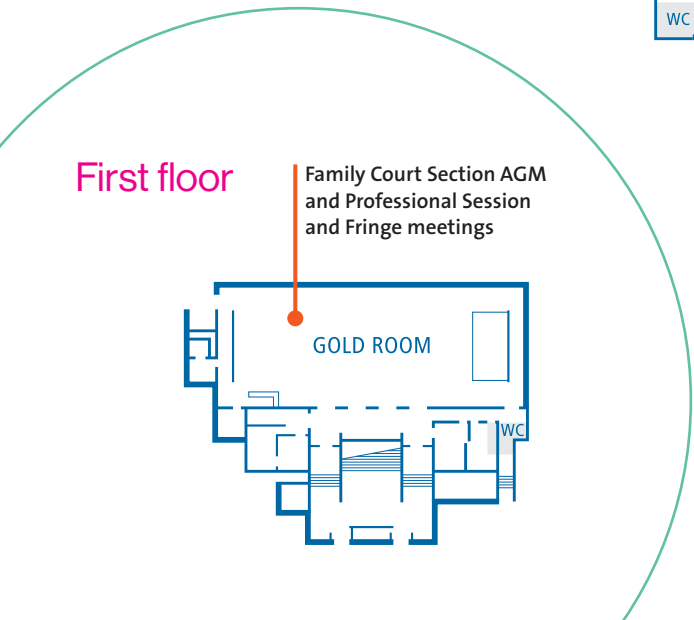 WC
First floor
Family Court Section AGM
and Professional Session
and Fringe meetings
GOLD ROOM
WC